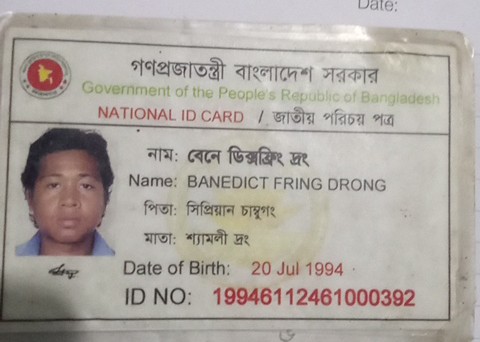 Date:
গণপ্রজাতন্ত্রী বাংলাদেশ সরকার
Government of the People's Republic of Bangladesh
NATIONAL ID CARD / জাতীয় পরিচয় পত্র
নাম: বেনে ডিক্সফ্রিং দ্রং
Name: BANEDICT FRING DRONG
পিতা: সিপ্রিয়ান চাম্বুগং
মাতা: শ্যামলী দ্রং
Date of Birth: 20 Jul 1994
ID NO: 19946112461000392